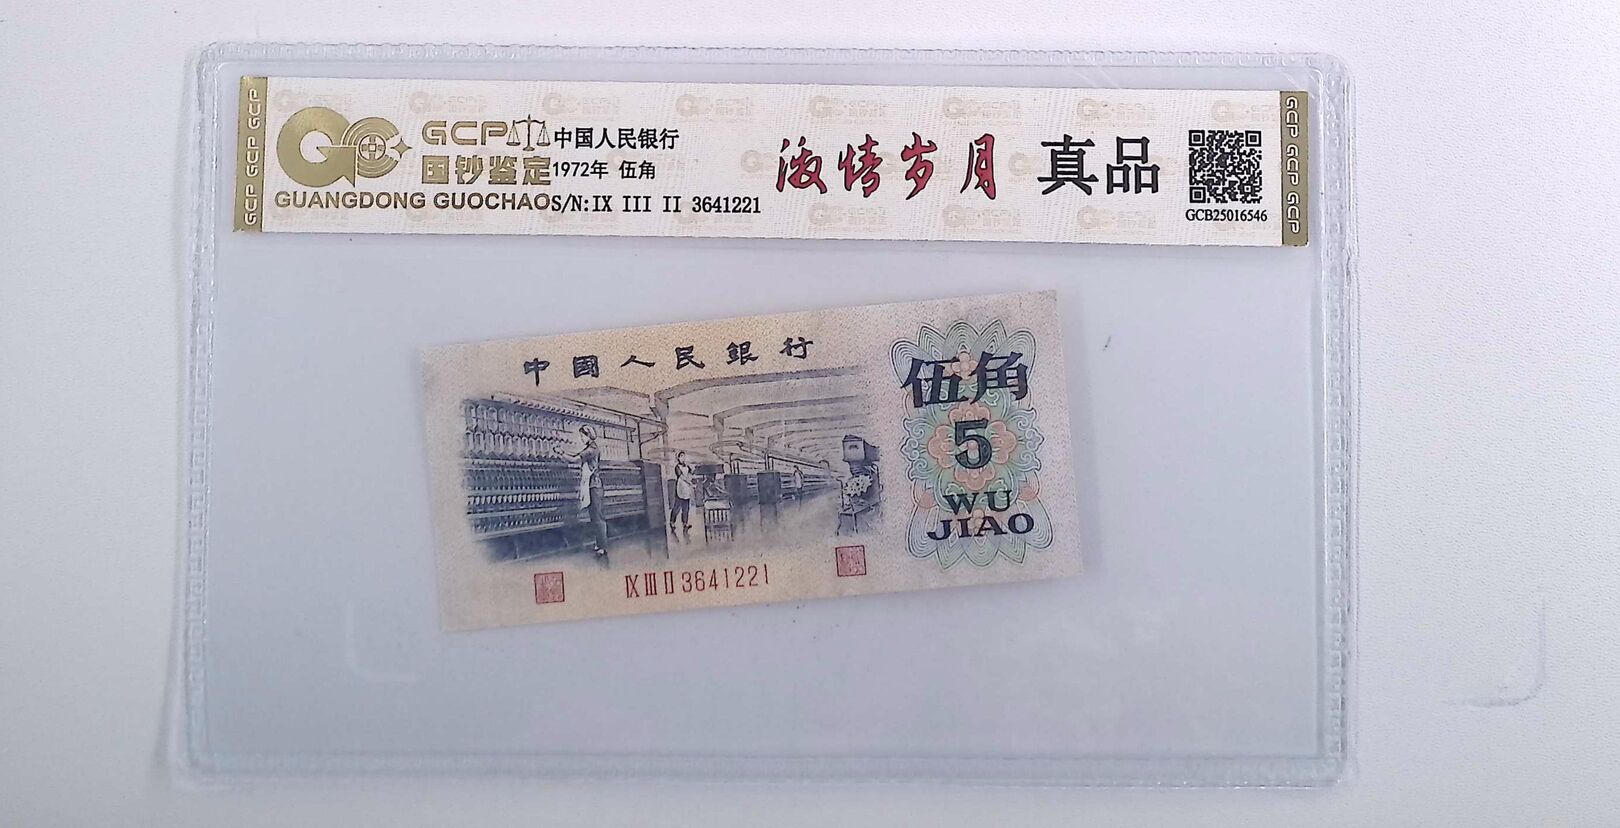 GCP GCP GCP
GCP
中国人民银行
国钞鉴定
1972年 伍角
GUANGDONG GUOCHAO
S/N:IX III II 3641221
激情岁月
真品
GCB25016546
GCP GCP GCP
中國人民銀行
伍角
5
WU
JIAO
IX III II 3641221